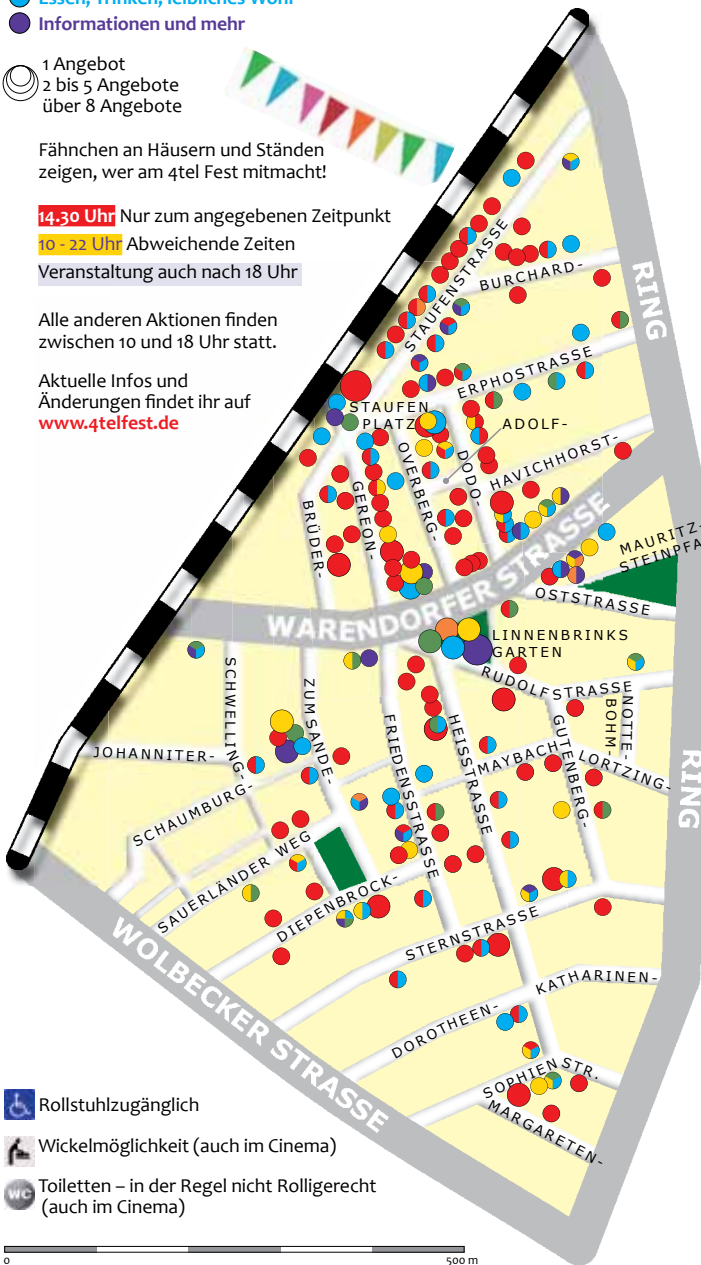 Essen, Trinken, leibliches Wohl
Informationen und mehr
1 Angebot
2 bis 5 Angebote
über 8 Angebote
Fähnchen an Häusern und Ständen
zeigen, wer am 4tel Fest mitmacht!
14.30 Uhr Nur zum angegebenen Zeitpunkt
10 - 22 Uhr Abweichende Zeiten
Veranstaltung auch nach 18 Uhr
Alle anderen Aktionen finden
zwischen 10 und 18 Uhr statt.
Aktuelle Infos und
Änderungen findet ihr auf
www.4telfest.de
STAUFENSTRASSE
BURCHARD-
RING
ERPHOSTRASSE
STAUFEN
PLATZ
ADOLF-
OVERBERG-
DODO-
HAVICHHORST-
GEREON-
BRÜDER-
MAURITZ-
STEINPFA
WARENDORFER STRASSE
OSTSTRASSE
LINNENBRINKS
GARTEN
RUDOLFSTRASSE
SCHWELLING-
ZUMSANDE-
FRIEDENSSTRASSE
HEISSTRASSE
GUTENBERG-
BOHM-
NOTTE-
JOHANNITER-
MAYBACH-
LORTZING-
RING
SCHAUMBURG-
SAUERLÄNDER WEG
DIEPENBROCK-
STERNSTRASSE
WOLBECKER STRASSE
KATHARINEN-
DOROTHEEN-
SOPHIENSTR.
MARGARETEN-
Rollstuhlzugänglich
Wickelmöglichkeit (auch im Cinema)
WC
Toiletten – in der Regel nicht Rolligerecht
(auch im Cinema)
0 500 m